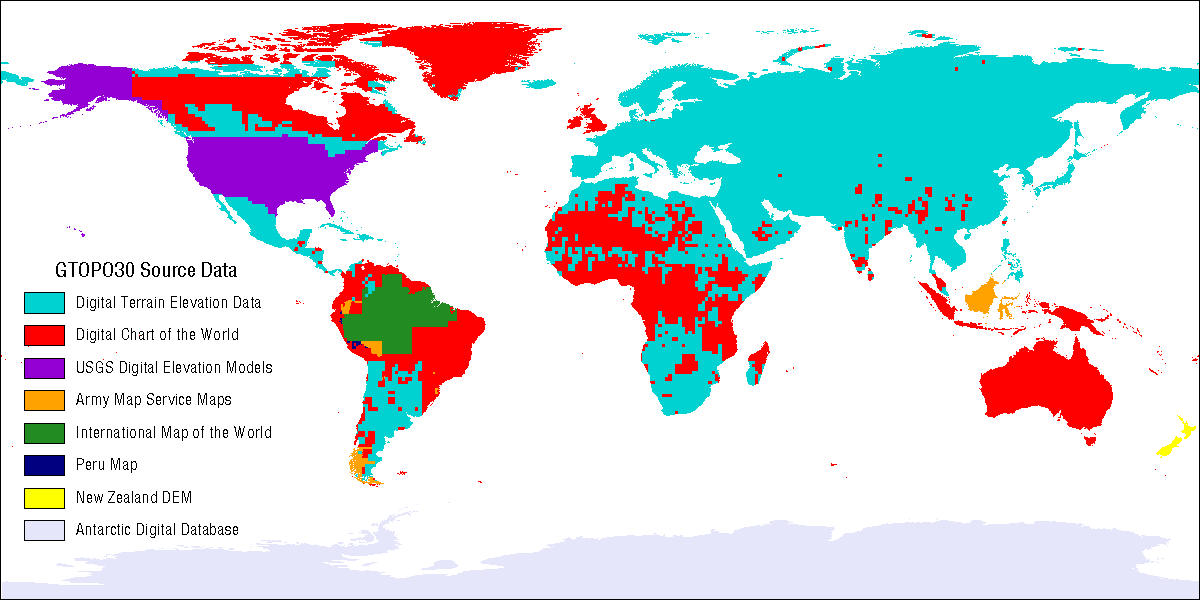 GTOPO30 Source Data
Digital Terrain Elevation Data
Digital Chart of the World
USGS Digital Elevation Models
Army Map Service Maps
International Map of the World
Peru Map
New Zealand DEM
Antarctic Digital Database